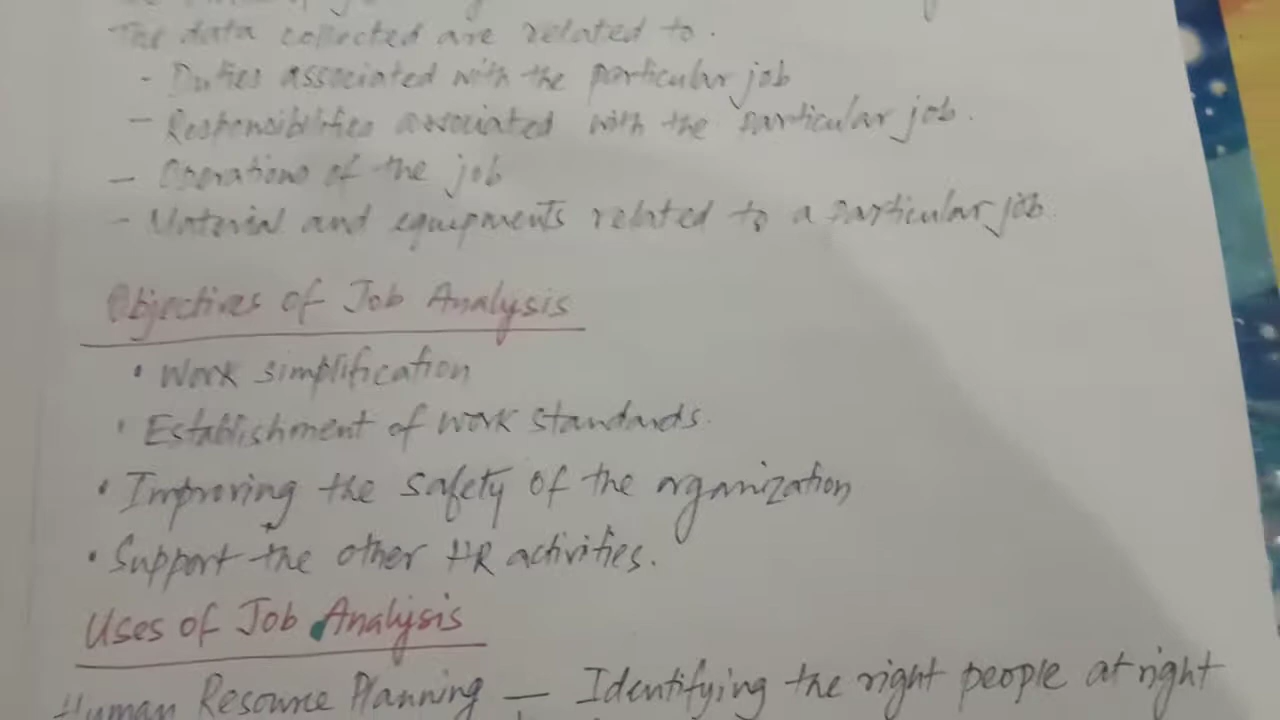 The data collected are related to.
- Duties associated with the particular job
- Responsibilities associated with the particular job.
- Operations of the job
- Material and equipments related to a particular job.
Objectives of Job Analysis
• Work simplification
• Establishment of work standards.
• Improving the safety of the organization
• Support the other HR activities.
Uses of Job Analysis
Human Resource Planning — Identifying the right people at right